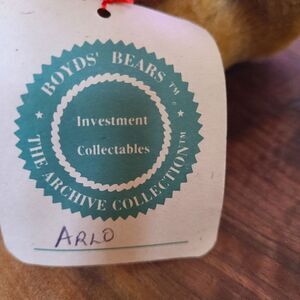 BOYDS' BEARS™
Investment
Collectables
THE ARCHIVE COLLECTION™
ARLO